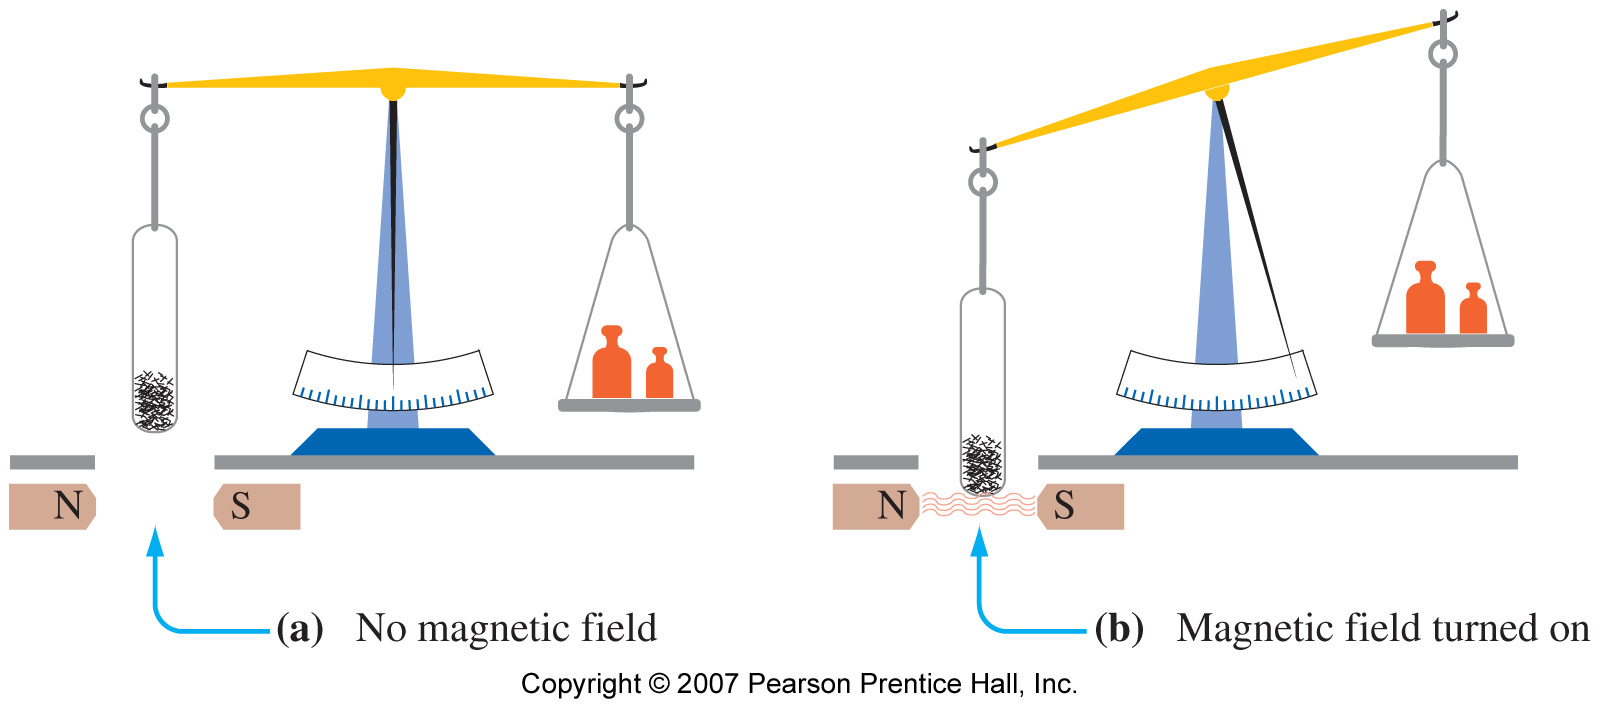 N S
N S
(a) No magnetic field
(b) Magnetic field turned on
Copyright © 2007 Pearson Prentice Hall, Inc.